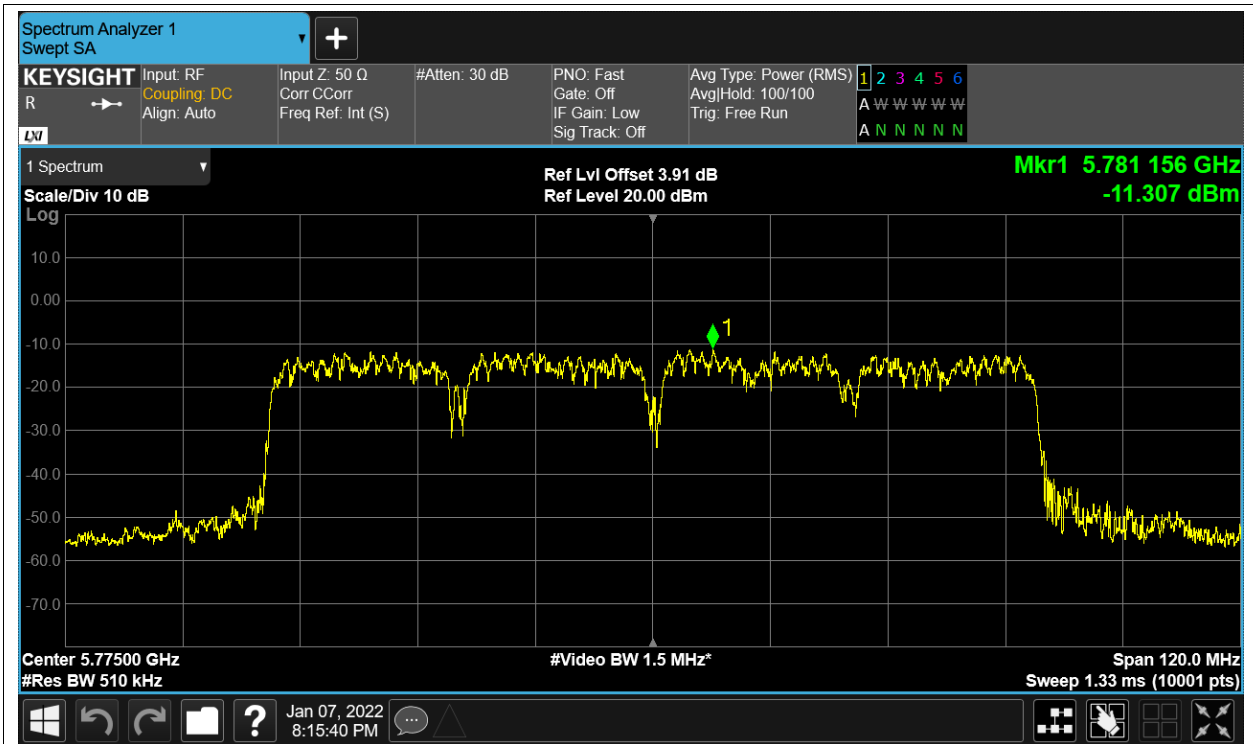 Spectrum Analyzer 1
Swept SA
KEYSIGHT Input: RF Input Z: 50 Ω #Atten: 30 dB PNO: Fast Avg Type: Power (RMS) 1 2 3 4 5 6
R Coupling: DC Corr CCorr Gate: Off Avg|Hold: 100/100 A W W W W W
Align: Auto Freq Ref: Int (S) IF Gain: Low Trig: Free Run
LXI Sig Track: Off A N N N N N
1 Spectrum Ref Lvl Offset 3.91 dB Mkr1 5.781 156 GHz
Scale/Div 10 dB Ref Level 20.00 dBm -11.307 dBm
Log
10.0
0.00
1
-10.0
-20.0
-30.0
-40.0
-50.0
-60.0
-70.0
Center 5.77500 GHz #Video BW 1.5 MHz* Span 120.0 MHz
#Res BW 510 kHz Sweep 1.33 ms (10001 pts)
? Jan 07, 2022
8:15:40 PM